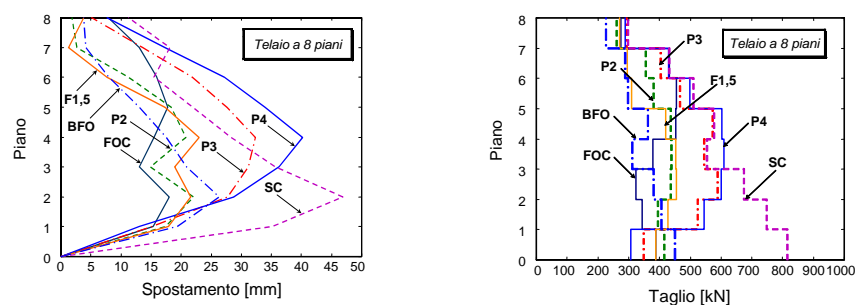 8
7
6
5
4
3
2
1
0
Piano
Telaio a 8 piani
F1,5
BFO
P2
FOC
P3
P4
SC
0 5 10 15 20 25 30 35 40 45 50
Spostamento [mm]
8
7
6
5
4
3
2
1
0
Piano
Telaio a 8 piani
P3
P2
F1,5
BFO
P4
FOC
SC
0 100 200 300 400 500 600 700 800 900 1000
Taglio [kN]